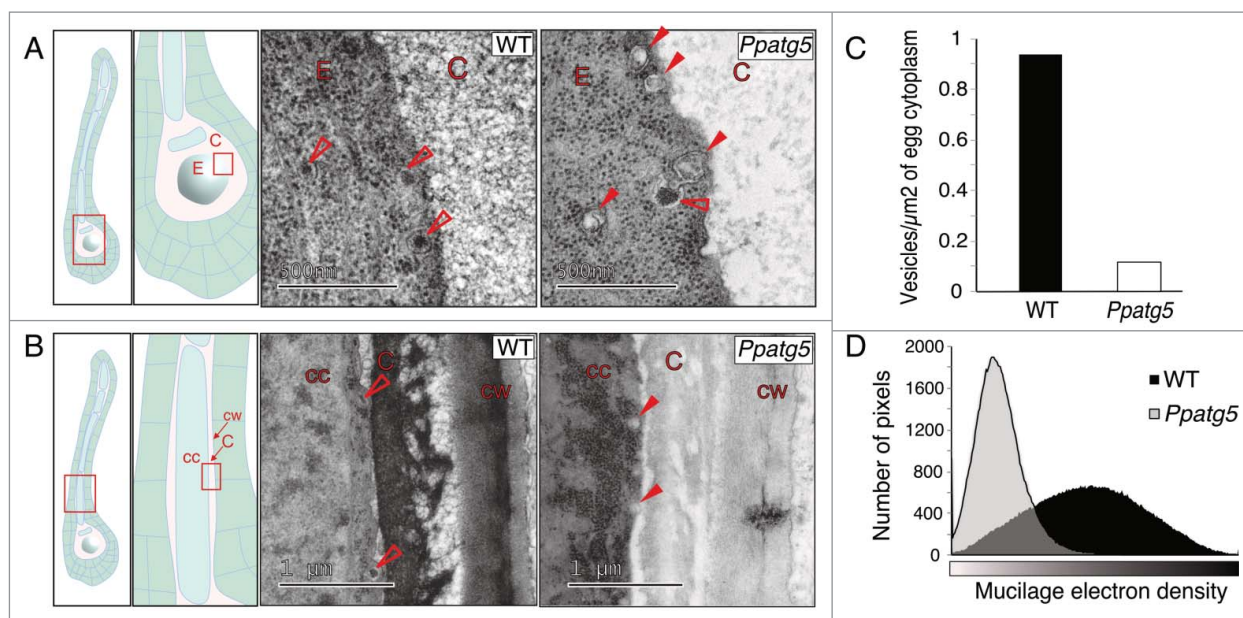 A
C
E
WT
E
C
500nm
Ppatg5
E
C
500nm
B
cw
C
cc
WT
cc
C
cw
1 μm
Ppatg5
cc
C
cw
1 μm
C
Vesicles/μm2 of egg cytoplasm
1
0.8
0.6
0.4
0.2
0
WT
Ppatg5
D
Number of pixels
2000
1600
1200
800
400
0
WT
Ppatg5
Mucilage electron density